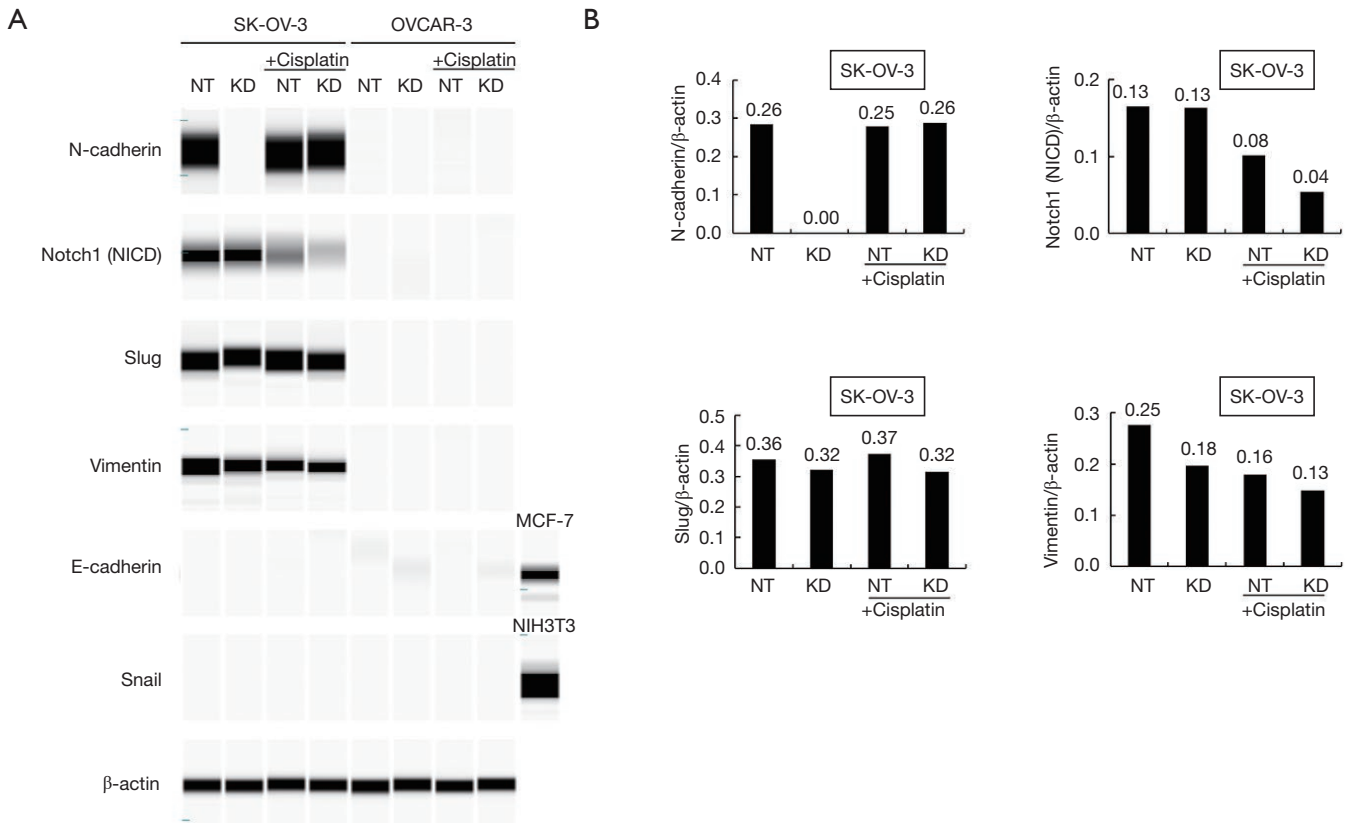 A
SK-OV-3 OVCAR-3
+Cisplatin +Cisplatin
NT KD NT KD NT KD NT KD
N-cadherin
Notch1 (NICD)
Slug
Vimentin
MCF-7
E-cadherin
NIH3T3
Snail
β-actin
B
SK-OV-3
N-cadherin/β-actin
0.4
0.3
0.2
0.1
0.0
0.26 0.00 0.25 0.26
NT KD NT KD
+Cisplatin
SK-OV-3
Notch1 (NICD)/β-actin
0.2
0.1
0.0
0.13 0.13 0.08 0.04
NT KD NT KD
+Cisplatin
SK-OV-3
Slug/β-actin
0.5
0.4
0.3
0.2
0.1
0.0
0.36 0.32 0.37 0.32
NT KD NT KD
+Cisplatin
SK-OV-3
Vimentin/β-actin
0.3
0.2
0.1
0.0
0.25 0.18 0.16 0.13
NT KD NT KD
+Cisplatin